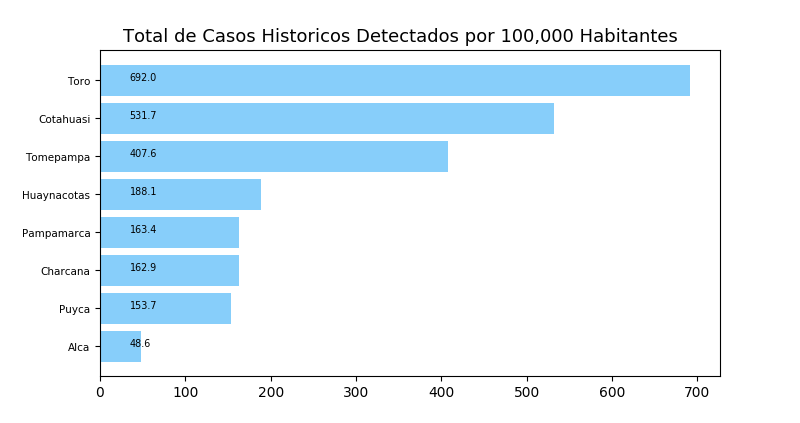 Total de Casos Historicos Detectados por 100,000 Habitantes
Toro 692.0
Cotahuasi 531.7
Tomepampa 407.6
Huaynacotas 188.1
Pampamarca 163.4
Charcana 162.9
Puyca 153.7
Alca 48.6
0 100 200 300 400 500 600 700